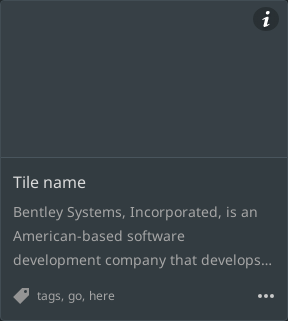 i
Tile name
Bentley Systems, Incorporated, is an
American-based software
development company that develops...
tags, go, here